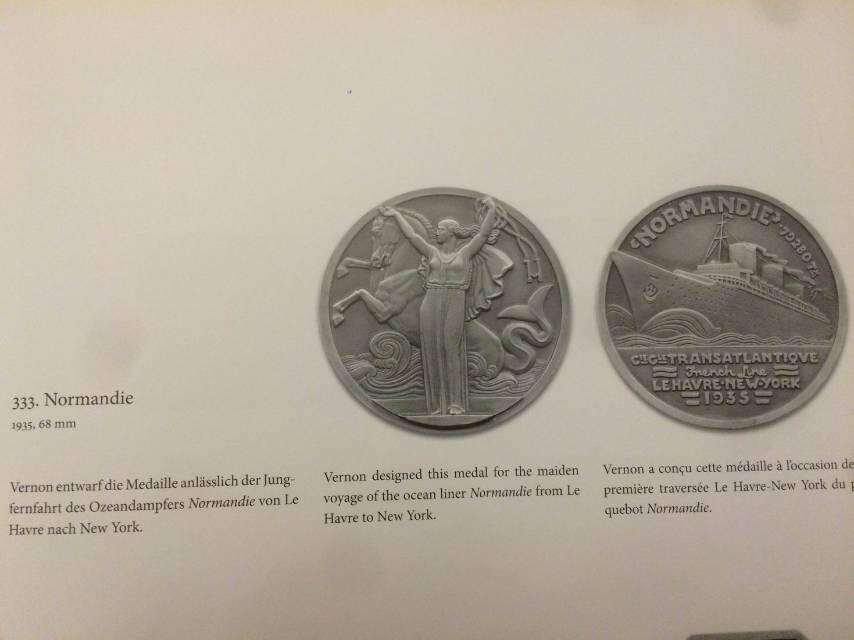 333. Normandie
1935, 68 mm
Vernon entwarf die Medaille anlässlich der Jung-
fernfahrt des Ozeandampfers Normandie von Le
Havre nach New York.
Vernon designed this medal for the maiden
voyage of the ocean liner Normandie from Le
Havre to New York.
«NORMANDIE»
79280 Tx
CIE GLE TRANSATLANTIQVE
French Line
LE HAVRE·NEW·YORK
1935
Vernon a conçu cette médaille à l'occasion de
première traversée Le Havre-New York du
quebot Normandie.